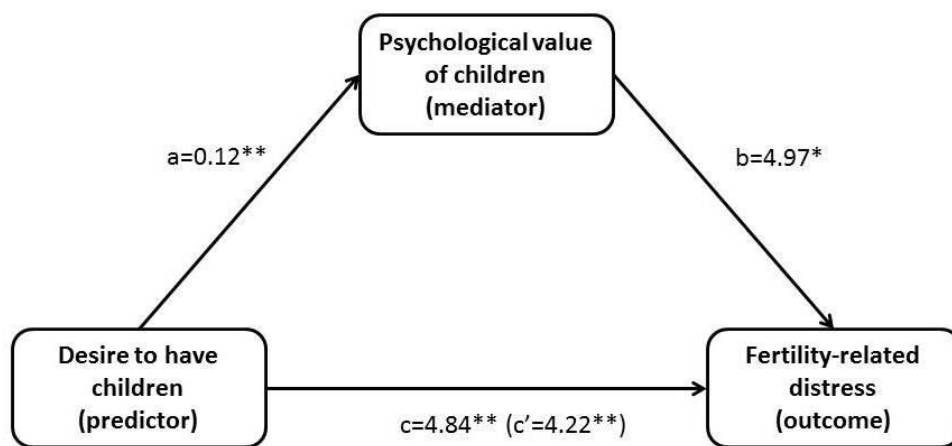 Psychological value
of children
(mediator)
a=0.12**
b=4.97*
Desire to have
children
(predictor)
c=4.84** (c’=4.22**)
Fertility-related
distress
(outcome)